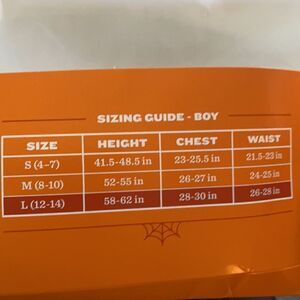 SIZING GUIDE - BOY
SIZE HEIGHT CHEST WAIST
S (4-7) 41.5-48.5 in 23-25.5 in 21.5-23 in
M (8-10) 52-55 in 26-27 in 24-25 in
L (12-14) 58-62 in 28-30 in 26-28 in